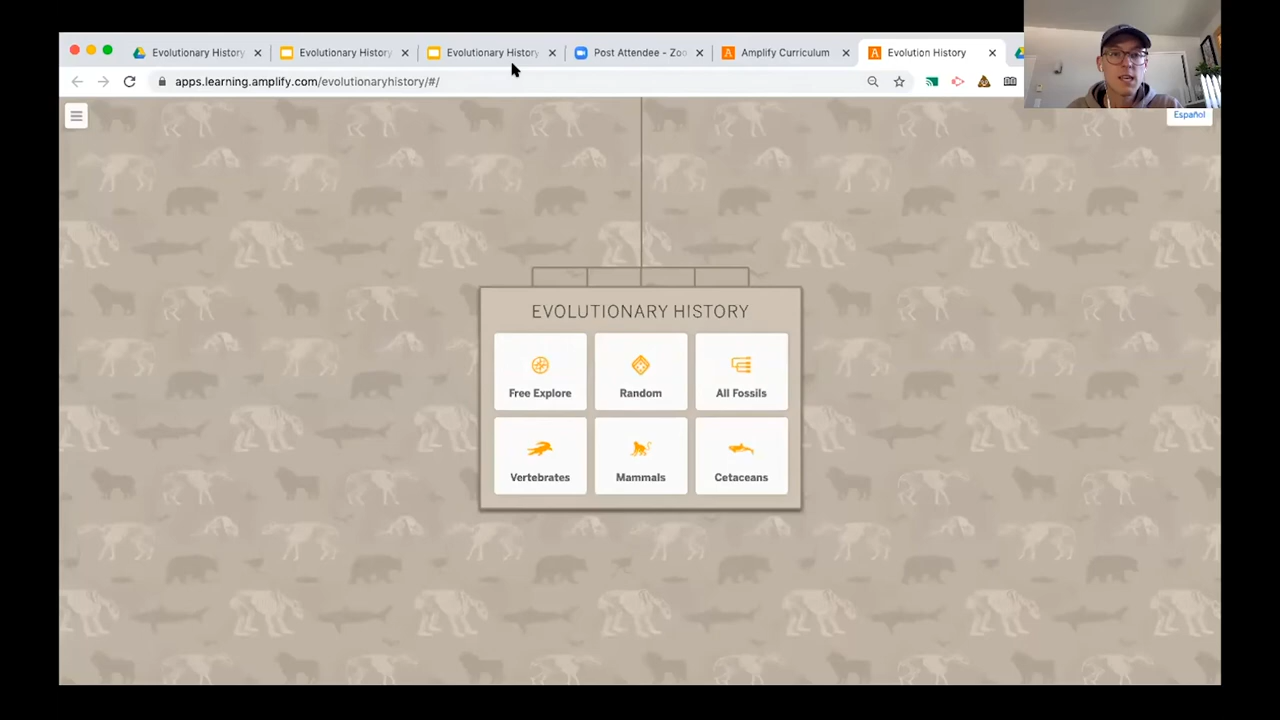 Evolutionary History
Evolutionary History
Evolutionary History
Post Attendee - Zoo
Amplify Curriculum
Evolution History
apps.learning.amplify.com/evolutionaryhistory/#/
Español
EVOLUTIONARY HISTORY
Free Explore
Random
All Fossils
Vertebrates
Mammals
Cetaceans